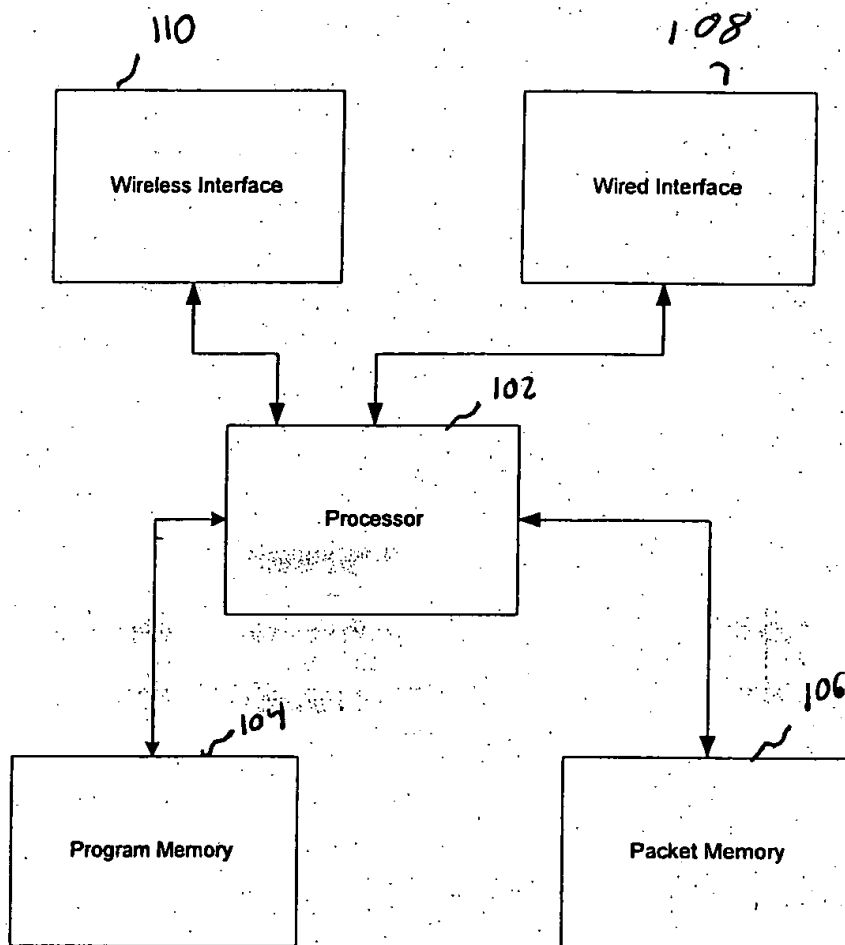 110
108
Wireless Interface
Wired Interface
102
Processor
104
106
Program Memory
Packet Memory